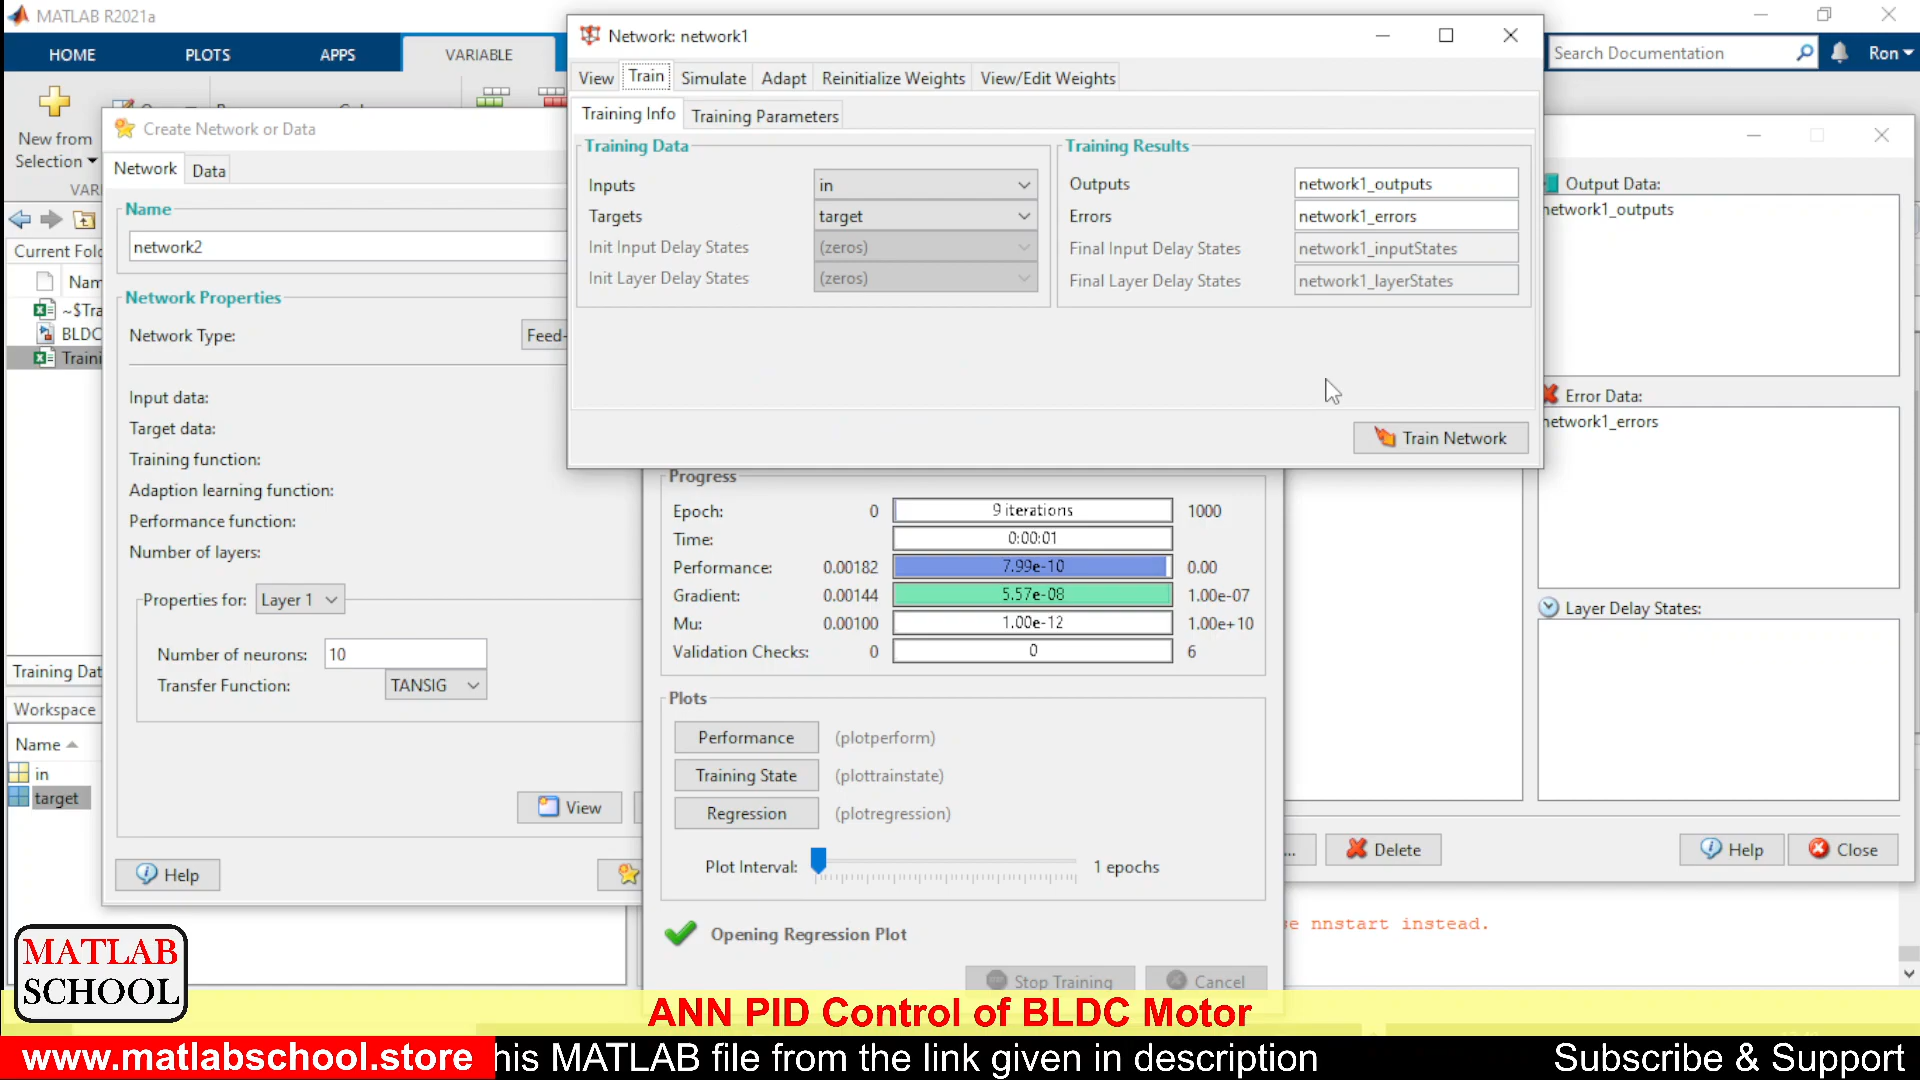 MATLAB R2021a
HOME
PLOTS
APPS
VARIABLE
Search Documentation
Ron
New from
Selection
VAR
Current Fold
Nam
~$Tra
BLDC
Traini
Training Dat
Workspace
Name
in
target
Create Network or Data
Network
Data
Name
network2
Network Properties
Network Type:
Feed-
Input data:
Target data:
Training function:
Adaption learning function:
Performance function:
Number of layers:
Properties for:
Layer 1
Number of neurons:
10
Transfer Function:
TANSIG
View
Help
Network: network1
View
Train
Simulate
Adapt
Reinitialize Weights
View/Edit Weights
Training Info
Training Parameters
Training Data
Inputs
in
Targets
target
Init Input Delay States
(zeros)
Init Layer Delay States
(zeros)
Training Results
Outputs
network1_outputs
Errors
network1_errors
Final Input Delay States
network1_inputStates
Final Layer Delay States
network1_layerStates
Train Network
Progress
Epoch: 0 9 iterations 1000
Time: 0:00:01
Performance: 0.00182 7.99e-10 0.00
Gradient: 0.00144 5.57e-08 1.00e-07
Mu: 0.00100 1.00e-12 1.00e+10
Validation Checks: 0 0 6
Plots
Performance (plotperform)
Training State (plottrainstate)
Regression (plotregression)
Plot Interval: 1 epochs
Opening Regression Plot
Stop Training
Cancel
Output Data:
network1_outputs
Error Data:
network1_errors
Layer Delay States:
...
Delete
Help
Close
e nnstart instead.
MATLAB
SCHOOL
ANN PID Control of BLDC Motor
www.matlabschool.store
his MATLAB file from the link given in description
Subscribe & Support